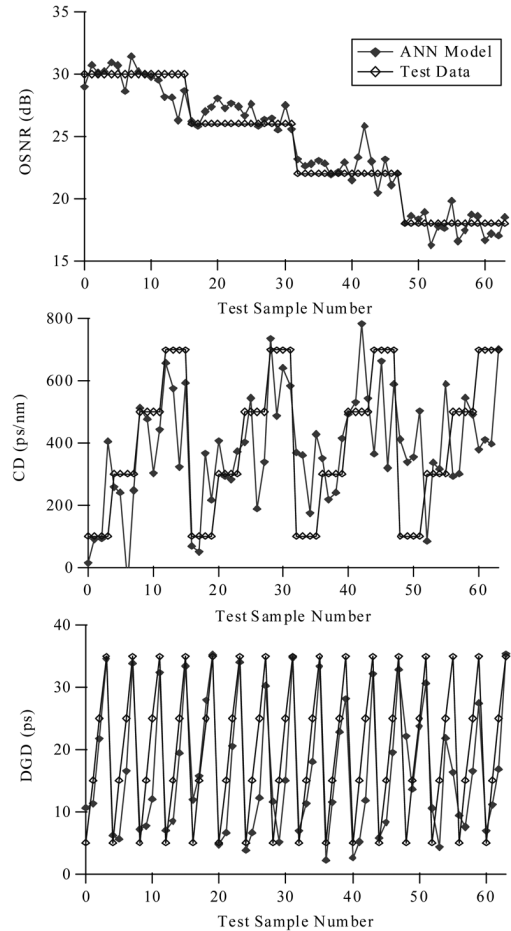 35
30
25
20
15
OSNR (dB)
ANN Model
Test Data
0 10 20 30 40 50 60
Test Sample Number
800
600
400
200
0
CD (ps/nm)
0 10 20 30 40 50 60
Test Sample Number
40
30
20
10
0
DGD (ps)
0 10 20 30 40 50 60
Test Sample Number